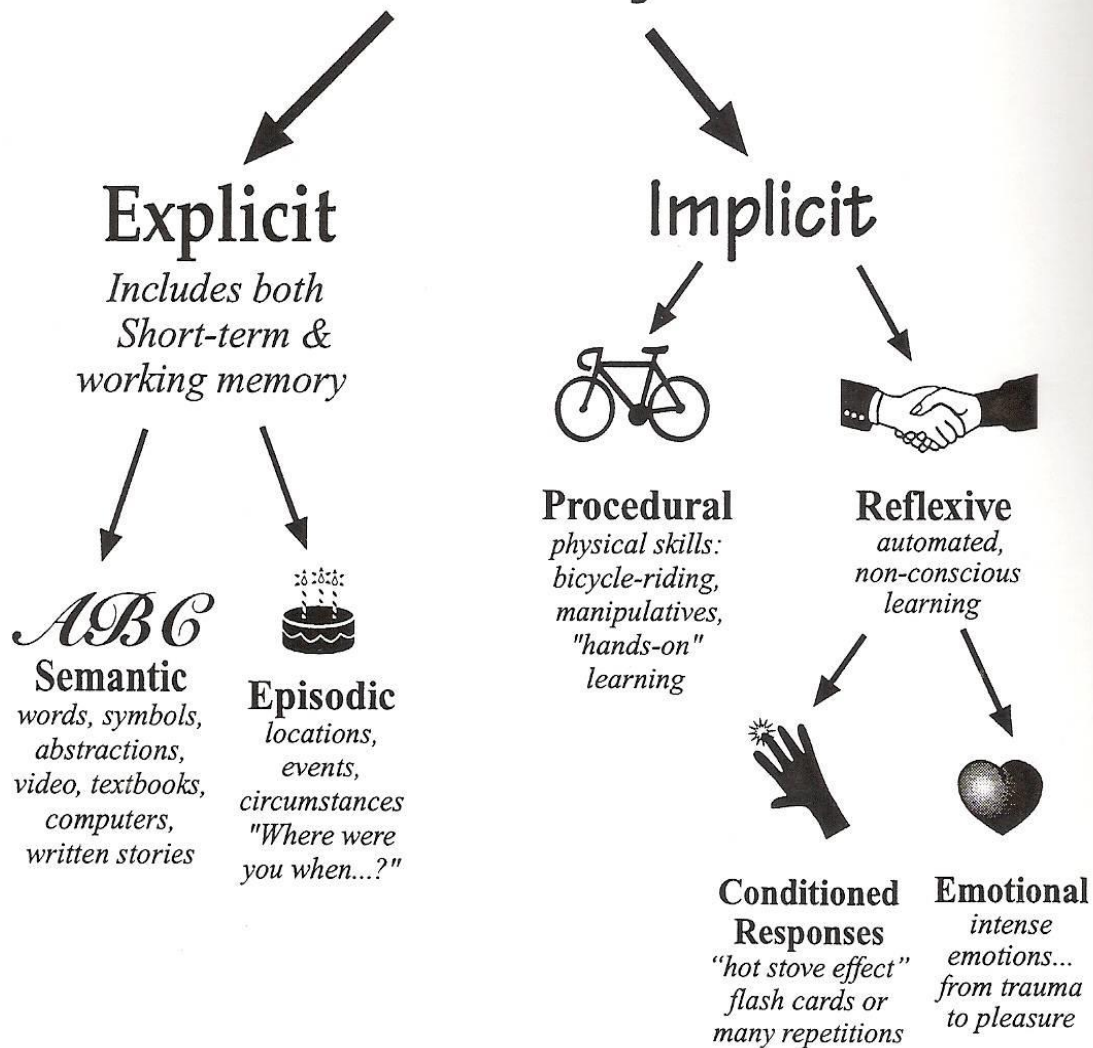 Explicit
Includes both
Short-term &
working memory
Implicit
ABC
Semantic
words, symbols,
abstractions,
video, textbooks,
computers,
written stories
Episodic
locations,
events,
circumstances
"Where were
you when...?"
Procedural
physical skills:
bicycle-riding,
manipulatives,
"hands-on"
learning
Reflexive
automated,
non-conscious
learning
Conditioned
Responses
“hot stove effect”
flash cards or
many repetitions
Emotional
intense
emotions...
from trauma
to pleasure